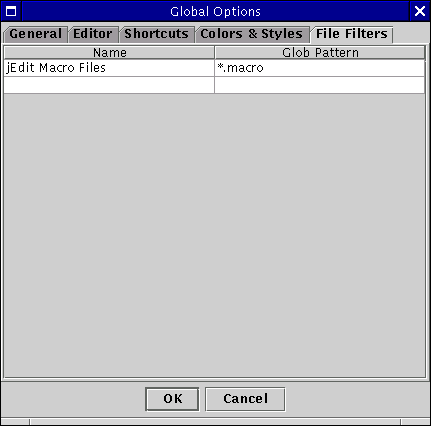 Global Options
General Editor Shortcuts Colors & Styles File Filters
Name Glob Pattern
jEdit Macro Files *.macro
OK Cancel